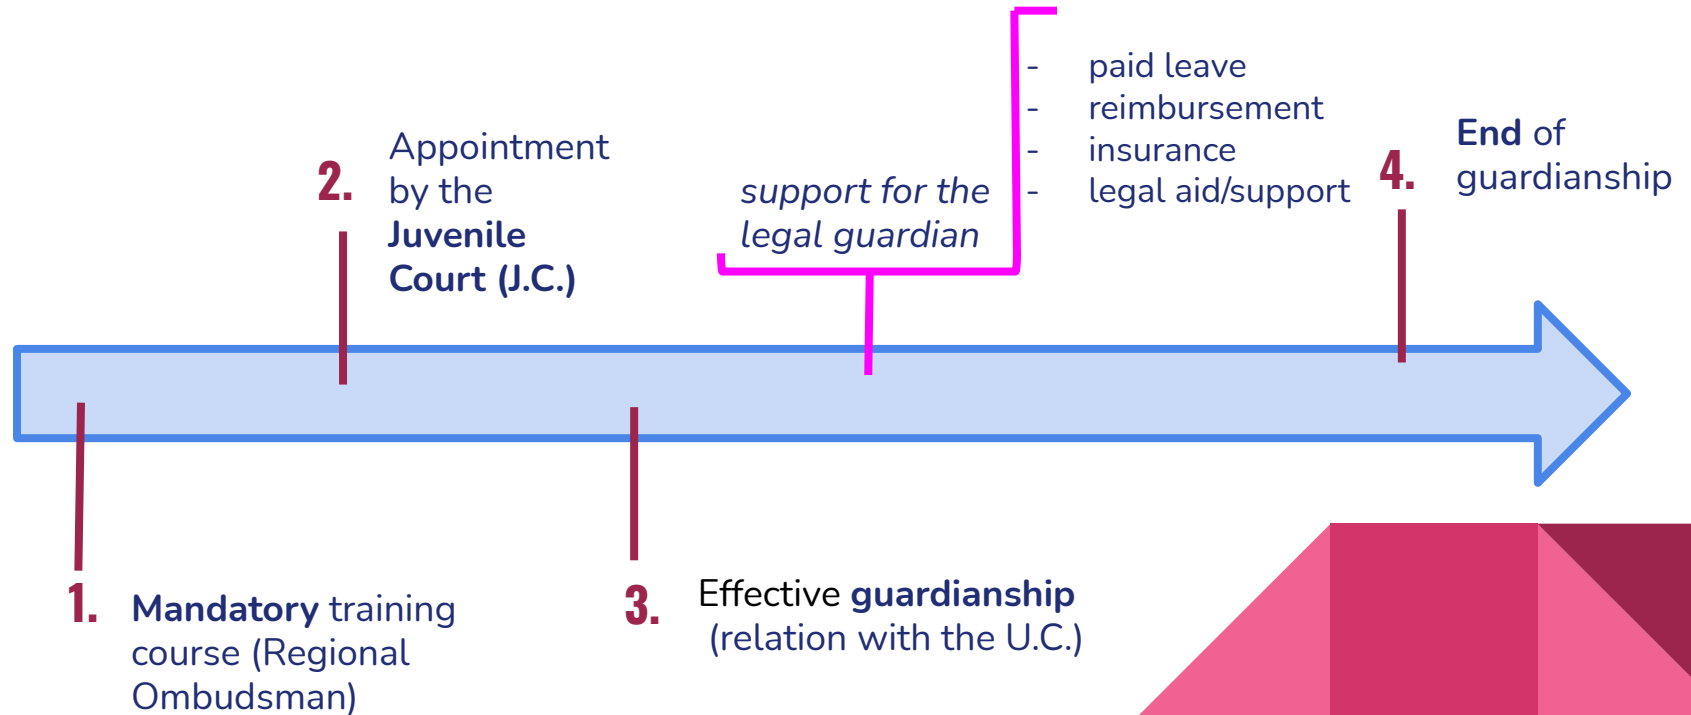 1.
Mandatory training
course (Regional
Ombudsman)
2.
Appointment
by the
Juvenile
Court (J.C.)
3.
Effective guardianship
(relation with the U.C.)
support for the
legal guardian
- paid leave
- reimbursement
- insurance
- legal aid/support
4.
End of
guardianship